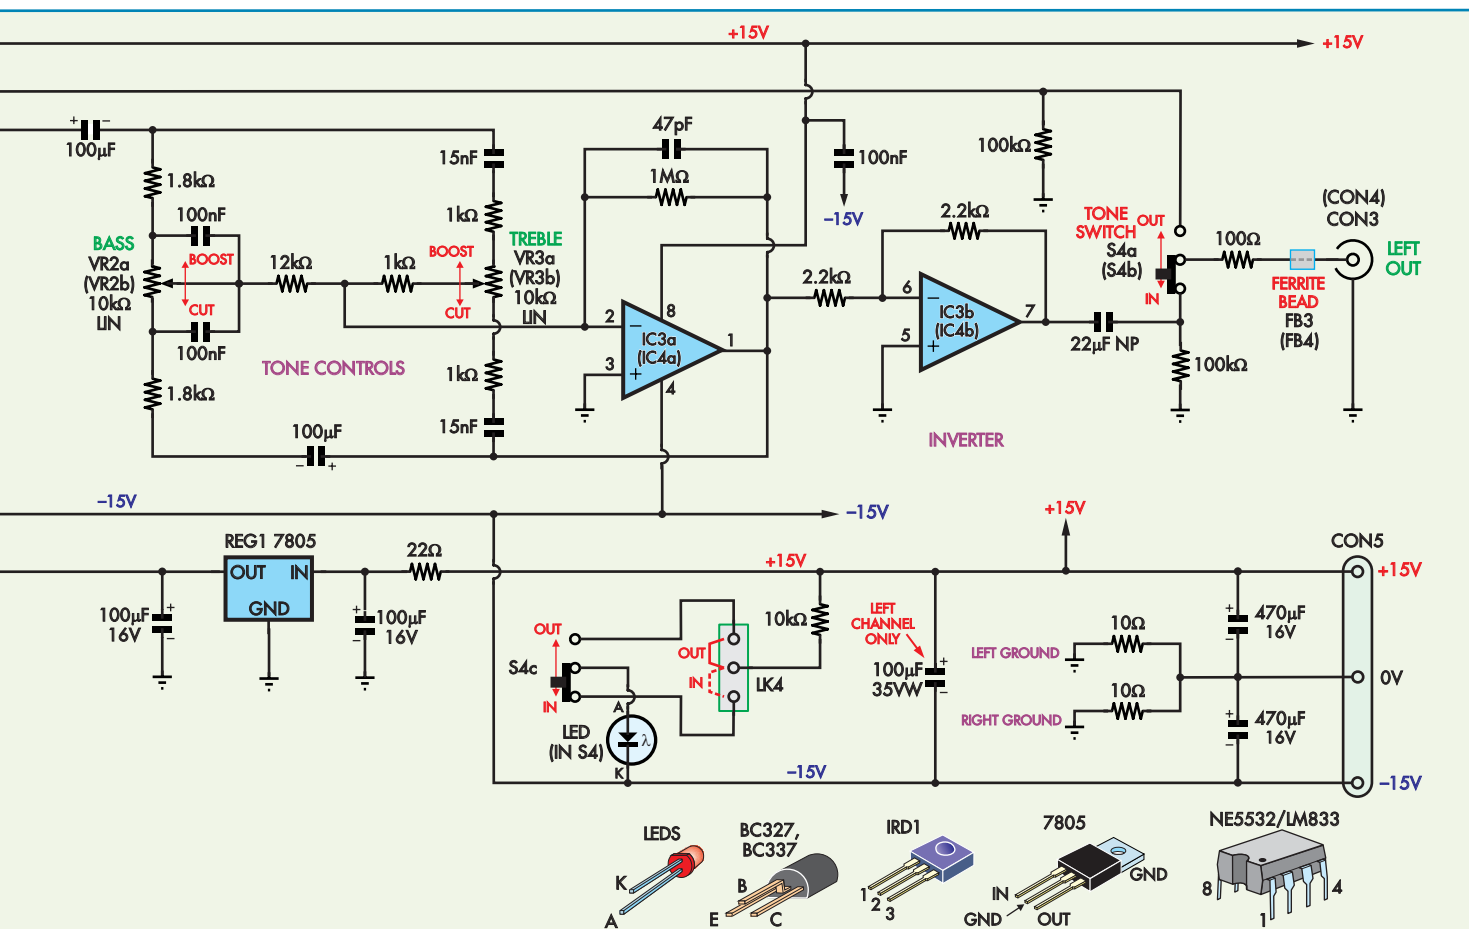 +15V
+15V
+ −
100µF
1.8kΩ
100nF
BASS
VR2a
(VR2b)
10kΩ
LIN
BOOST
CUT
100nF
1.8kΩ
12kΩ
1kΩ
TONE CONTROLS
100µF
− +
15nF
1kΩ
BOOST
CUT
TREBLE
VR3a
(VR3b)
10kΩ
LIN
1kΩ
15nF
47pF
1MΩ
100nF
−15V
2
3
8
4
1
−
+
IC3a
(IC4a)
2.2kΩ
2.2kΩ
6
5
7
−
+
IC3b
(IC4b)
INVERTER
100kΩ
22µF NP
TONE
SWITCH
S4a
(S4b)
OUT
IN
100kΩ
100Ω
FERRITE
BEAD
FB3
(FB4)
(CON4)
CON3
LEFT
OUT
−15V
−15V
REG1 7805
OUT IN
GND
22Ω
100µF
16V
+
−
100µF
16V
+
−
+15V
OUT
S4c
IN
A
LED
(IN S4)
λ
K
OUT
IN
LK4
10kΩ
−15V
LEFT
CHANNEL
ONLY
100µF
35VW
+
−
+15V
LEFT GROUND
10Ω
RIGHT GROUND
10Ω
+
−
470µF
16V
+
−
470µF
16V
CON5
+15V
0V
−15V
LEDS
K
A
BC327,
BC337
B
E
C
IRD1
1
2
3
7805
IN
GND
OUT
GND
NE5532/LM833
8
4
1